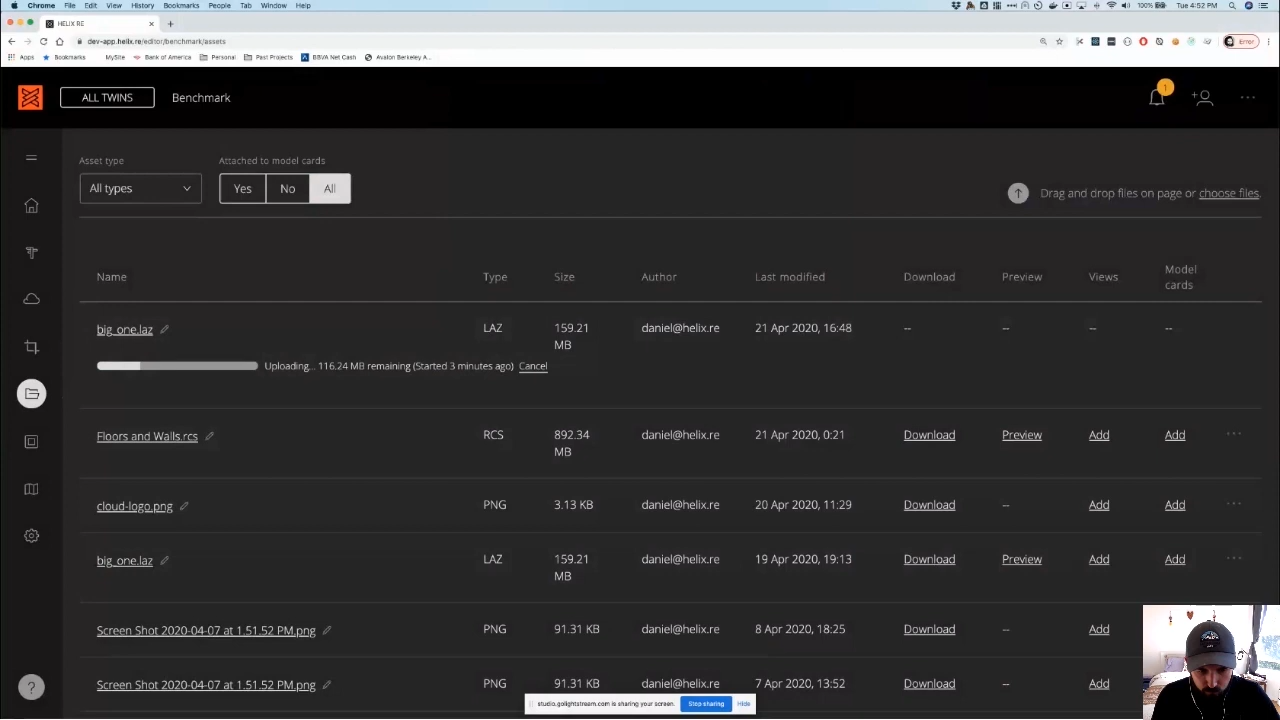 Chrome File Edit View History Bookmarks People Tab Window Help 100% Tue 4:52 PM
HELIX RE
dev-app.helix.re/editor/benchmark/assets Error
Apps Bookmarks MySite Bank of America Personal Past Projects BBVA Net Cash Avalon Berkeley A...
ALL TWINS Benchmark 1
Asset type Attached to model cards
All types Yes No All Drag and drop files on page or choose files.
Name Type Size Author Last modified Download Preview Views Model
cards
big_one.laz LAZ 159.21 daniel@helix.re 21 Apr 2020, 16:48 -- -- -- --
MB
Uploading... 116.24 MB remaining (Started 3 minutes ago) Cancel
Floors and Walls.rcs RCS 892.34 daniel@helix.re 21 Apr 2020, 0:21 Download Preview Add Add ...
MB
cloud-logo.png PNG 3.13 KB daniel@helix.re 20 Apr 2020, 11:29 Download -- Add Add ...
big_one.laz LAZ 159.21 daniel@helix.re 19 Apr 2020, 19:13 Download Preview Add Add ...
MB
Screen Shot 2020-04-07 at 1.51.52 PM.png PNG 91.31 KB daniel@helix.re 8 Apr 2020, 18:25 Download -- Add
Screen Shot 2020-04-07 at 1.51.52 PM.png PNG 91.31 KB daniel@helix.re 7 Apr 2020, 13:52 Download -- Add
?
studio.golightstream.com is sharing your screen. Stop sharing Hide